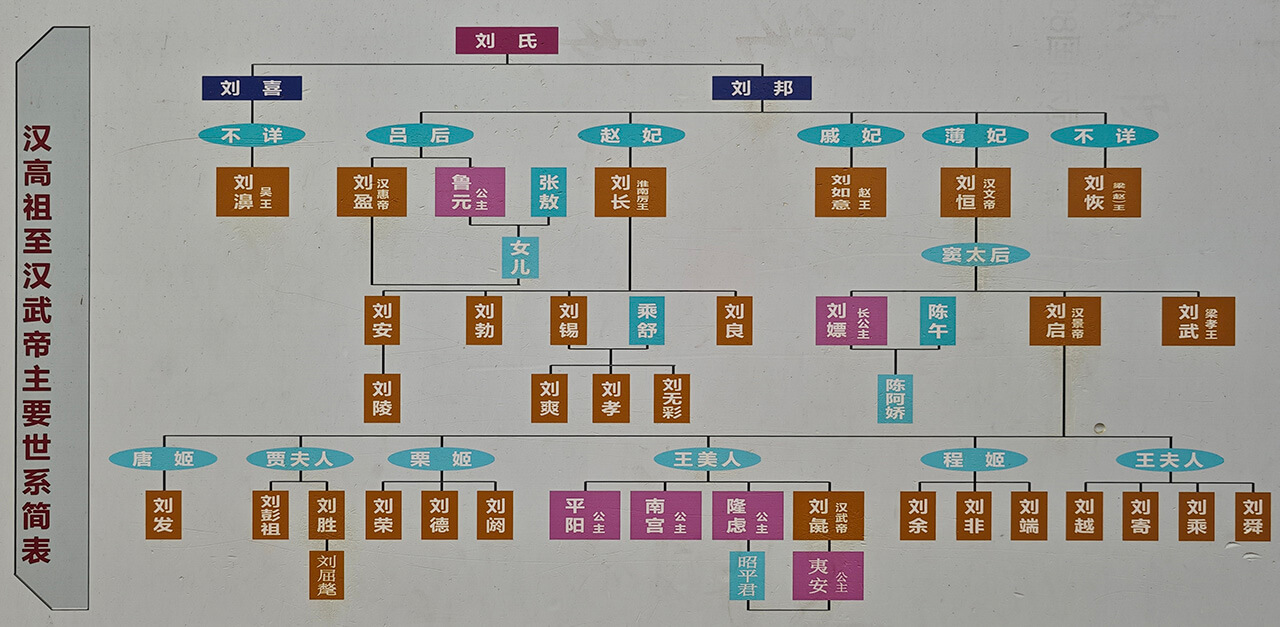 汉高祖至汉武帝主要世系简表
刘氏
刘喜
刘邦
不详
吕后
赵妃
戚妃
薄妃
不详
刘濞 吴王
刘盈 汉惠帝
鲁元 公主
张敖
刘长 淮南厉王
刘如意 赵王
刘恒 汉文帝
刘恢 梁(赵)王
女儿
窦太后
刘安
刘勃
刘锡
乘舒
刘良
刘嫖 长公主
陈午
刘启 汉景帝
刘武 梁孝王
刘陵
刘爽
刘孝
刘无彩
陈阿娇
唐姬
贾夫人
栗姬
王美人
程姬
王夫人
刘发
刘彭祖
刘胜
刘荣
刘德
刘阏
平阳 公主
南宫 公主
隆虑 公主
刘彘 汉武帝
刘余
刘非
刘端
刘越
刘寄
刘乘
刘舜
刘屈氂
昭平君
夷安 公主